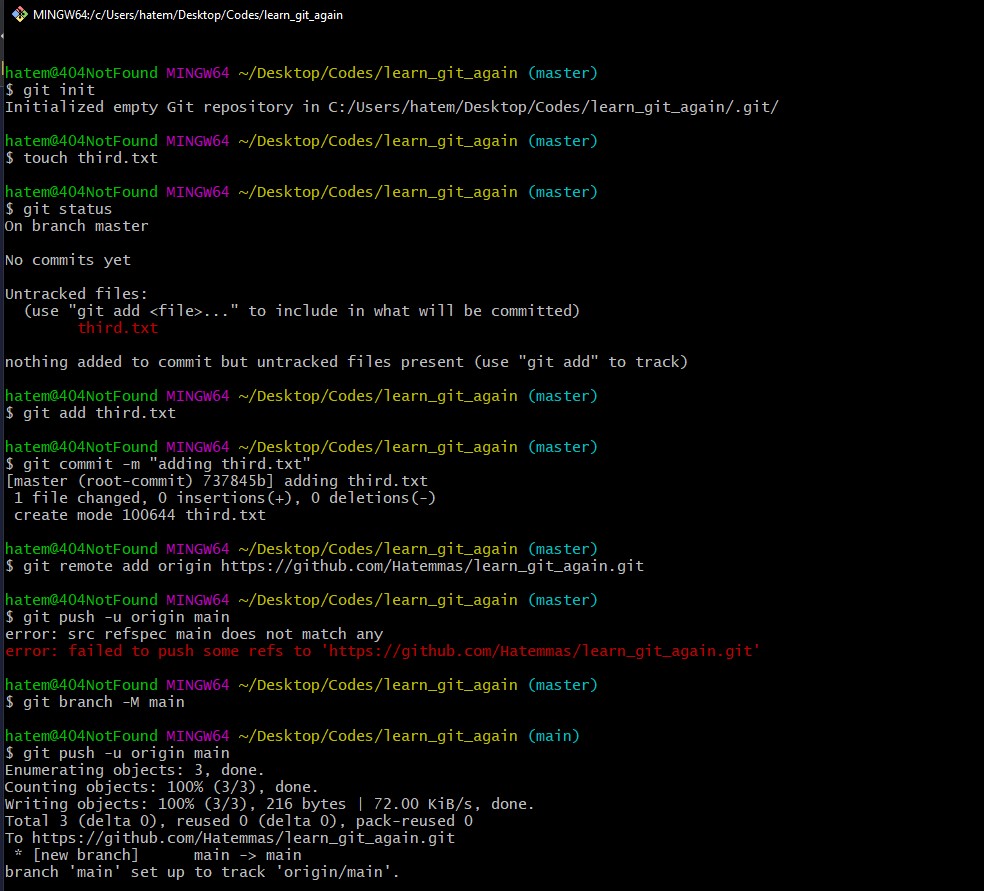 MINGW64:/c/Users/hatem/Desktop/Codes/learn_git_again
hatem@404NotFound MINGW64 ~/Desktop/Codes/learn_git_again (master)
$ git init
Initialized empty Git repository in C:/Users/hatem/Desktop/Codes/learn_git_again/.git/
hatem@404NotFound MINGW64 ~/Desktop/Codes/learn_git_again (master)
$ touch third.txt
hatem@404NotFound MINGW64 ~/Desktop/Codes/learn_git_again (master)
$ git status
On branch master
No commits yet
Untracked files:
  (use "git add <file>..." to include in what will be committed)
        third.txt
nothing added to commit but untracked files present (use "git add" to track)
hatem@404NotFound MINGW64 ~/Desktop/Codes/learn_git_again (master)
$ git add third.txt
hatem@404NotFound MINGW64 ~/Desktop/Codes/learn_git_again (master)
$ git commit -m "adding third.txt"
[master (root-commit) 737845b] adding third.txt
 1 file changed, 0 insertions(+), 0 deletions(-)
 create mode 100644 third.txt
hatem@404NotFound MINGW64 ~/Desktop/Codes/learn_git_again (master)
$ git remote add origin https://github.com/Hatemmas/learn_git_again.git
hatem@404NotFound MINGW64 ~/Desktop/Codes/learn_git_again (master)
$ git push -u origin main
error: src refspec main does not match any
error: failed to push some refs to 'https://github.com/Hatemmas/learn_git_again.git'
hatem@404NotFound MINGW64 ~/Desktop/Codes/learn_git_again (master)
$ git branch -M main
hatem@404NotFound MINGW64 ~/Desktop/Codes/learn_git_again (main)
$ git push -u origin main
Enumerating objects: 3, done.
Counting objects: 100% (3/3), done.
Writing objects: 100% (3/3), 216 bytes | 72.00 KiB/s, done.
Total 3 (delta 0), reused 0 (delta 0), pack-reused 0
To https://github.com/Hatemmas/learn_git_again.git
 * [new branch]      main -> main
branch 'main' set up to track 'origin/main'.